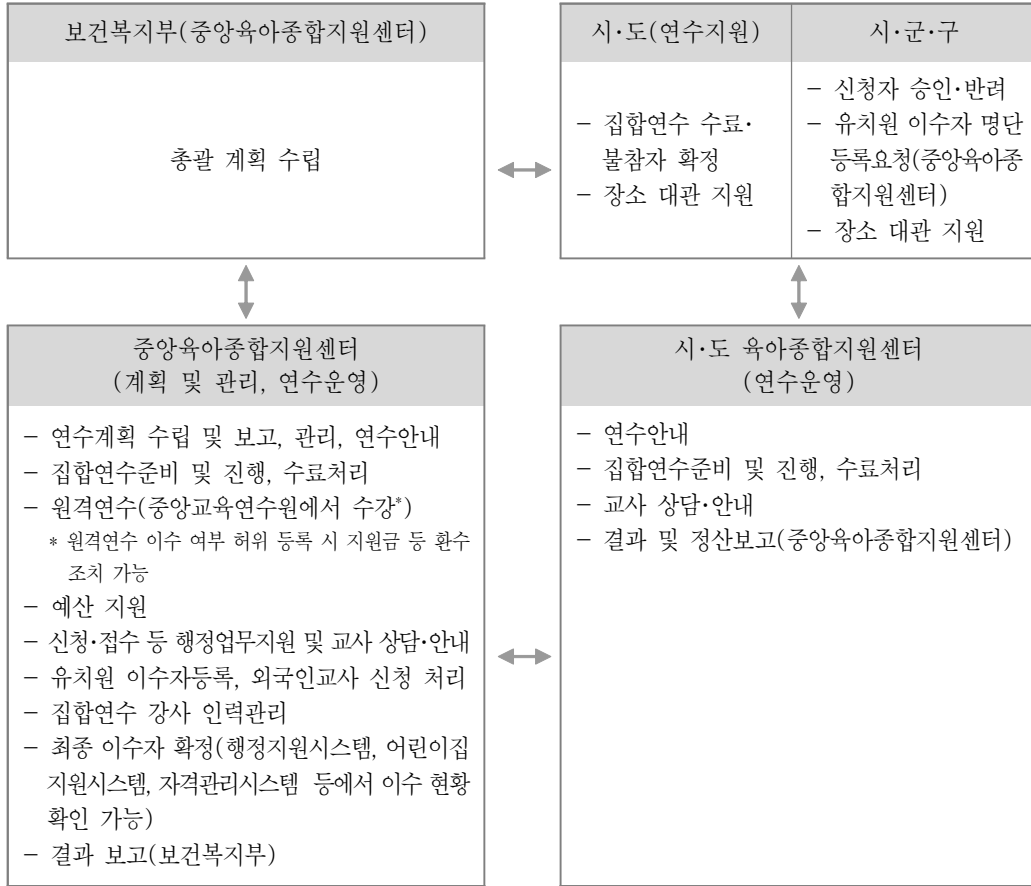 보건복지부(중앙육아종합지원센터)
총괄 계획 수립
시·도(연수지원)
- 집합연수 수료·
불참자 확정
- 장소 대관 지원
시·군·구
- 신청자 승인·반려
- 유치원 이수자 명단
등록요청(중앙육아종
합지원센터)
- 장소 대관 지원
중앙육아종합지원센터
(계획 및 관리, 연수운영)
- 연수계획 수립 및 보고, 관리, 연수안내
- 집합연수준비 및 진행, 수료처리
- 원격연수(중앙교육연수원에서 수강*)
* 원격연수 이수 여부 허위 등록 시 지원금 등 환수
조치 가능
- 예산 지원
- 신청·접수 등 행정업무지원 및 교사 상담·안내
- 유치원 이수자등록, 외국인교사 신청 처리
- 집합연수 강사 인력관리
- 최종 이수자 확정(행정지원시스템, 어린이집
지원시스템, 자격관리시스템 등에서 이수 현황
확인 가능)
- 결과 보고(보건복지부)
시·도 육아종합지원센터
(연수운영)
- 연수안내
- 집합연수준비 및 진행, 수료처리
- 교사 상담·안내
- 결과 및 정산보고(중앙육아종합지원센터)